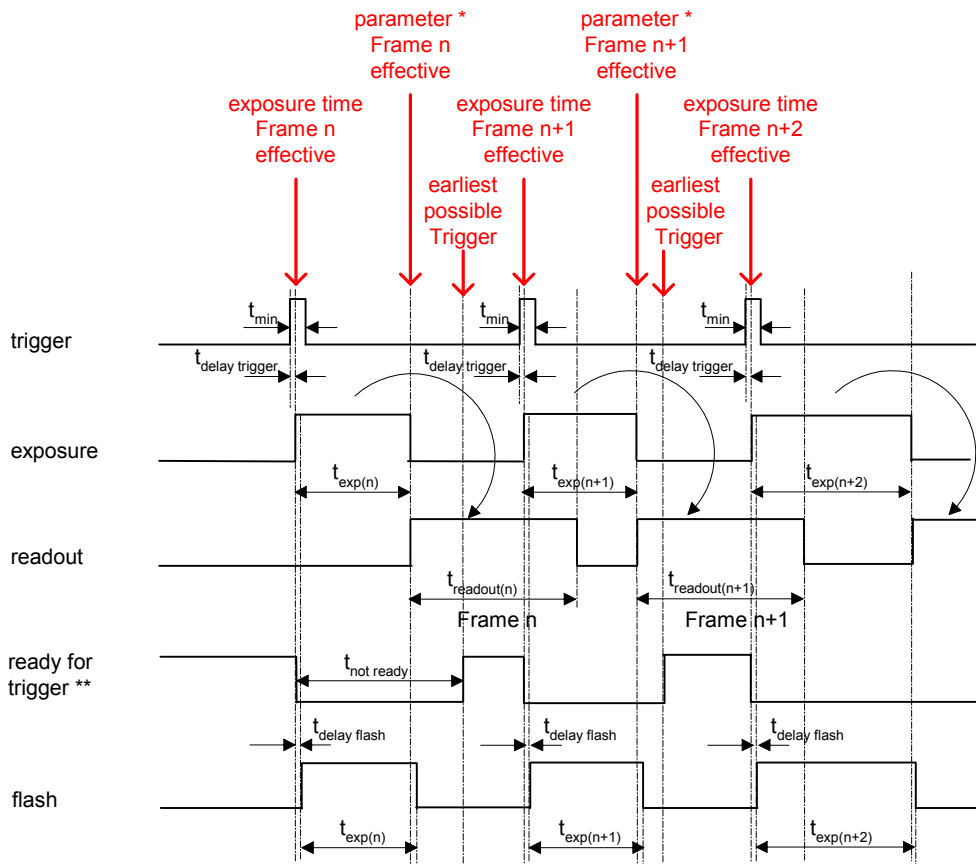 parameter *
Frame n
effective
parameter *
Frame n+1
effective
exposure time
Frame n
effective
exposure time
Frame n+1
effective
exposure time
Frame n+2
effective
earliest
possible
Trigger
earliest
possible
Trigger
trigger
tmin
tmin
tmin
tdelay trigger
tdelay trigger
tdelay trigger
exposure
texp(n)
texp(n+1)
texp(n+2)
readout
treadout(n)
treadout(n+1)
Frame n
Frame n+1
ready for
trigger **
tnot ready
tdelay flash
tdelay flash
tdelay flash
flash
texp(n)
texp(n+1)
texp(n+2)